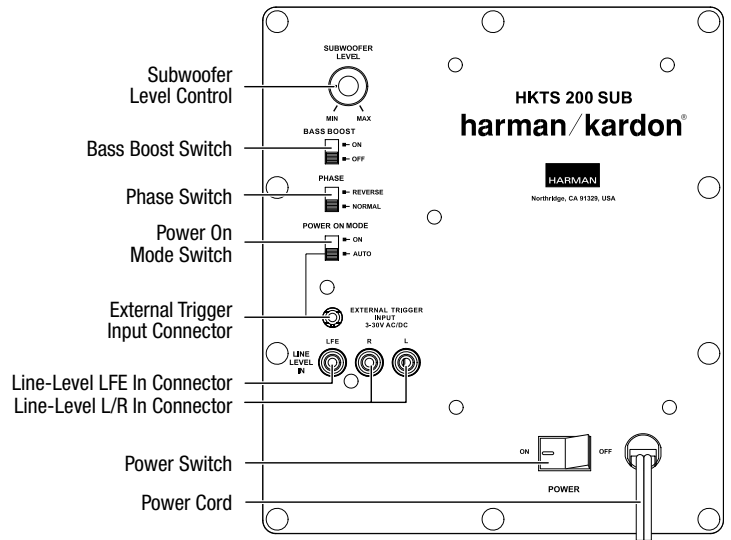 Subwoofer
Level Control
Bass Boost Switch
Phase Switch
Power On
Mode Switch
External Trigger
Input Connector
Line-Level LFE In Connector
Line-Level L/R In Connector
Power Switch
Power Cord
SUBWOOFER
LEVEL
MIN MAX
BASS BOOST
ON
OFF
PHASE
REVERSE
NORMAL
POWER ON MODE
ON
AUTO
EXTERNAL TRIGGER
INPUT
3-30V AC/DC
LFE R L
LINE
LEVEL
IN
HKTS 200 SUB
harman/kardon®
HARMAN
Northridge, CA 91329, USA
ON OFF
POWER